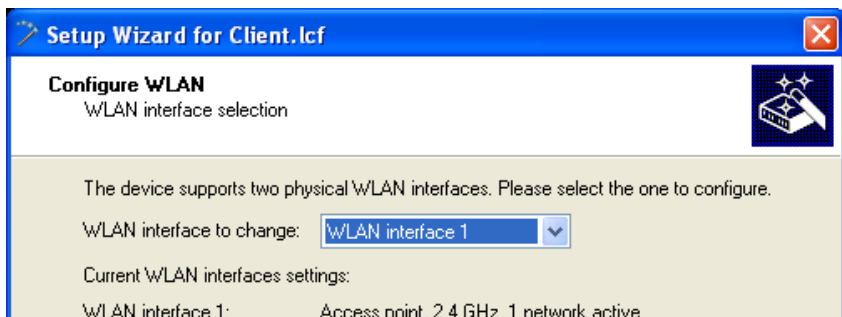 Setup Wizard for Client.lcf
Configure WLAN
WLAN interface selection
The device supports two physical WLAN interfaces. Please select the one to configure.
WLAN interface to change: WLAN interface 1
Current WLAN interfaces settings:
WLAN interface 1: Access point, 2.4 GHz, 1 network active